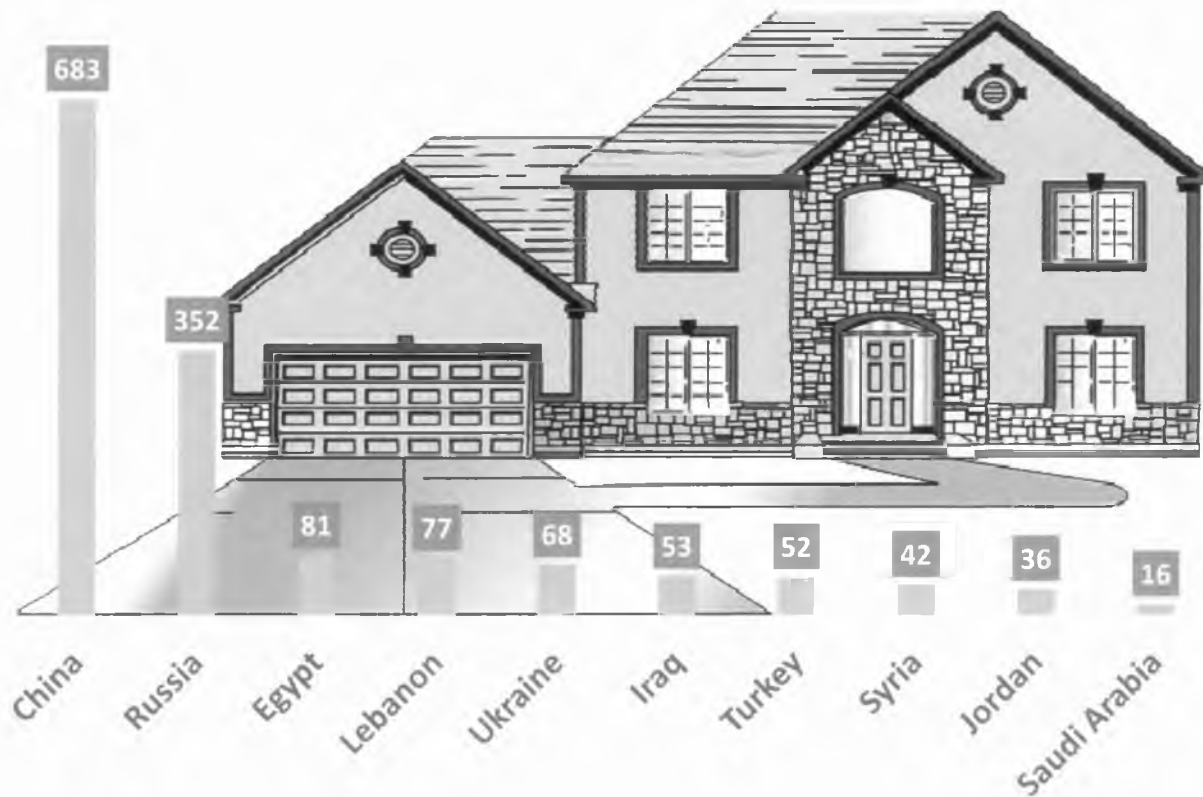 683
352
81
77
68
53
52
42
36
16
China
Russia
Egypt
Lebanon
Ukraine
Iraq
Turkey
Syria
Jordan
Saudi Arabia